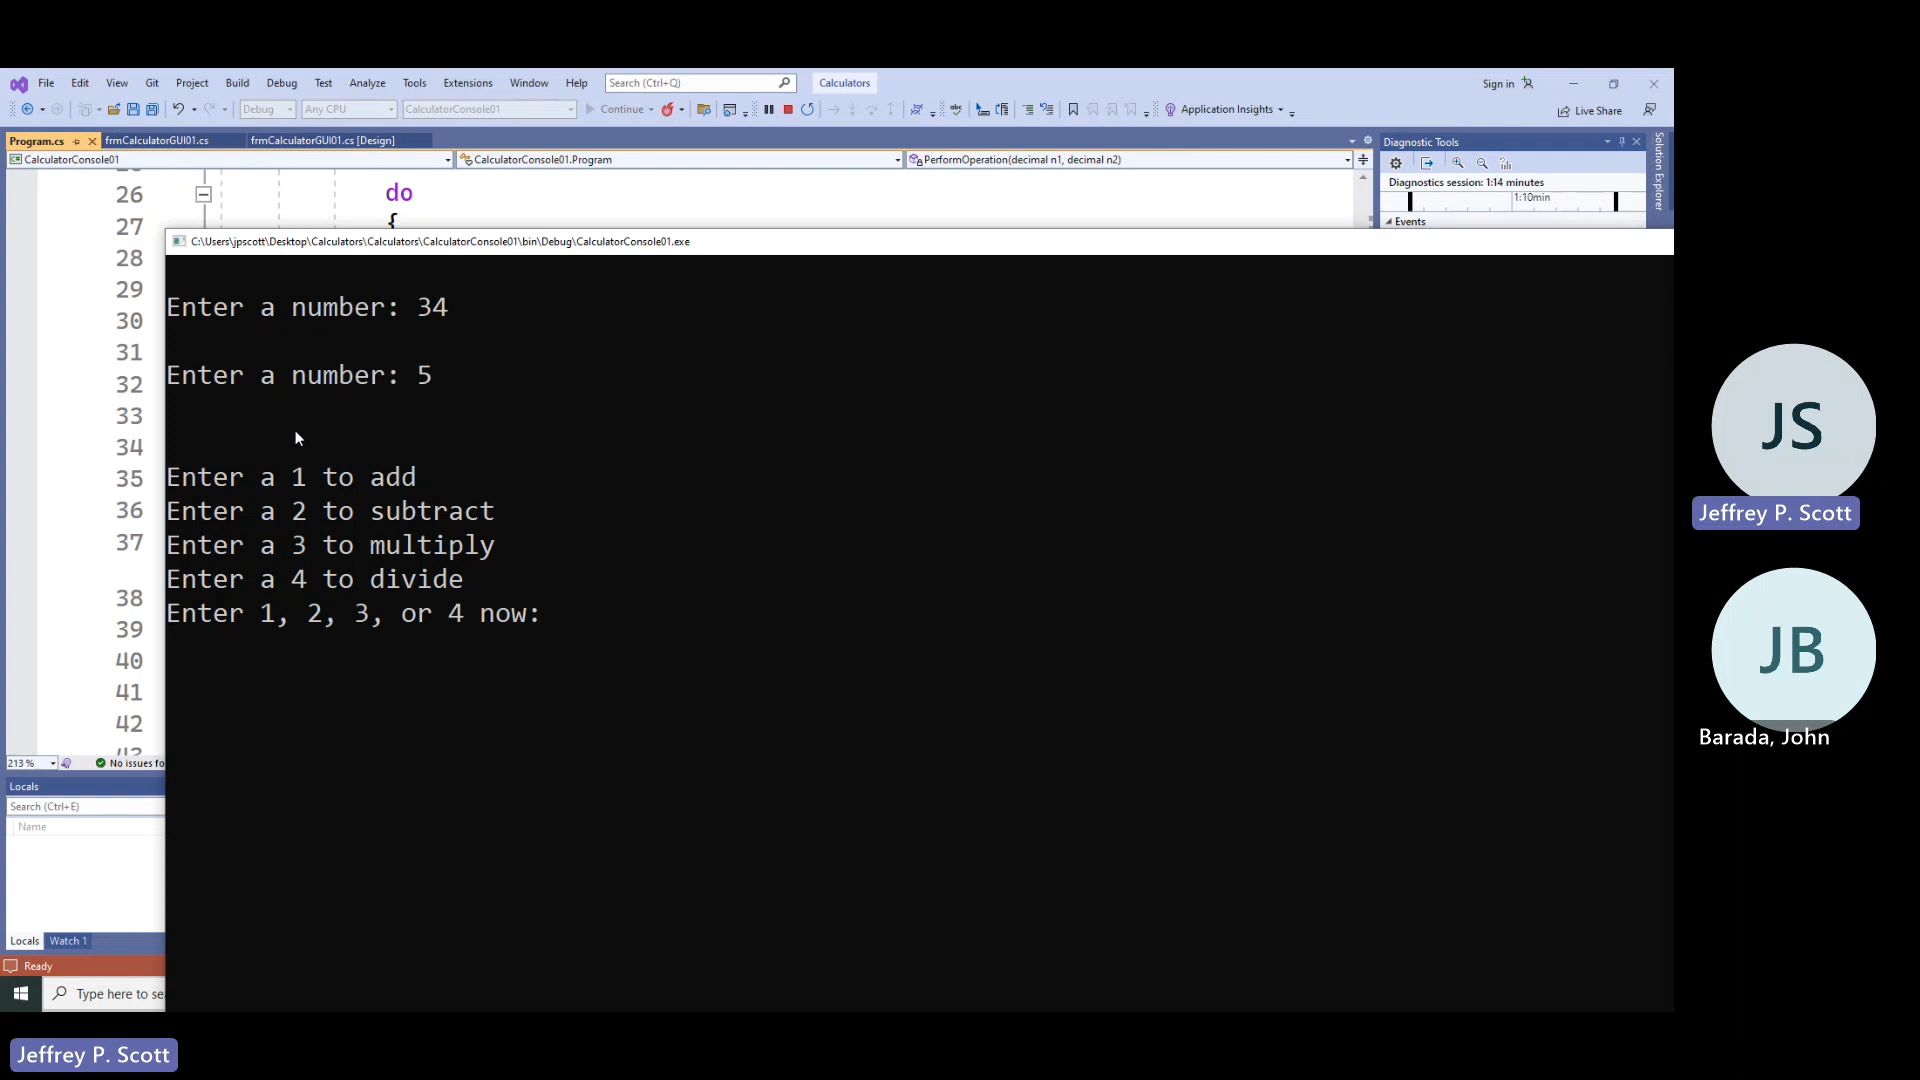 File Edit View Git Project Build Debug Test Analyze Tools Extensions Window Help Search (Ctrl+Q) Calculators Sign in
Debug Any CPU CalculatorConsole01 Continue Application Insights Live Share
Program.cs frmCalculatorGUI01.cs frmCalculatorGUI01.cs [Design]
CalculatorConsole01 CalculatorConsole01.Program PerformOperation(decimal n1, decimal n2)
Diagnostic Tools
Diagnostics session: 1:14 minutes
1:10min
Events
Solution Explorer
26 do
27 {
28
29
30
31
32
33
34
35
36
37
38
39
40
41
42
43
C:\Users\jpscott\Desktop\Calculators\Calculators\CalculatorConsole01\bin\Debug\CalculatorConsole01.exe
Enter a number: 34
Enter a number: 5
Enter a 1 to add
Enter a 2 to subtract
Enter a 3 to multiply
Enter a 4 to divide
Enter 1, 2, 3, or 4 now:
213 % No issues fo
Locals
Search (Ctrl+E)
Name
Locals Watch 1
Ready
Type here to se
JS
Jeffrey P. Scott
JB
Barada, John
Jeffrey P. Scott